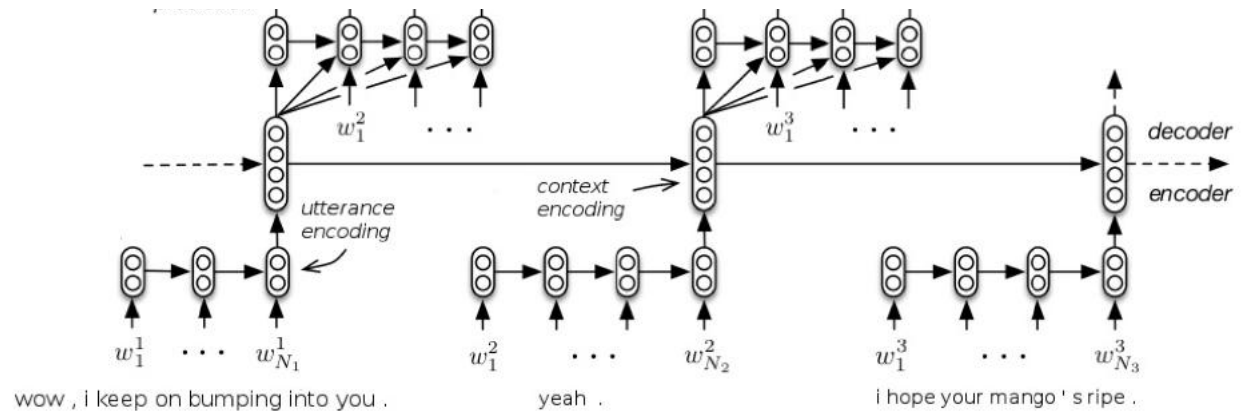 w_1^2 . . .
w_1^3 . . .
decoder
context
encoding
encoder
utterance
encoding
w_1^1 . . . w_{N_1}^1
w_1^2 . . . w_{N_2}^2
w_1^3 . . . w_{N_3}^3
wow , i keep on bumping into you .
yeah .
i hope your mango ' s ripe .